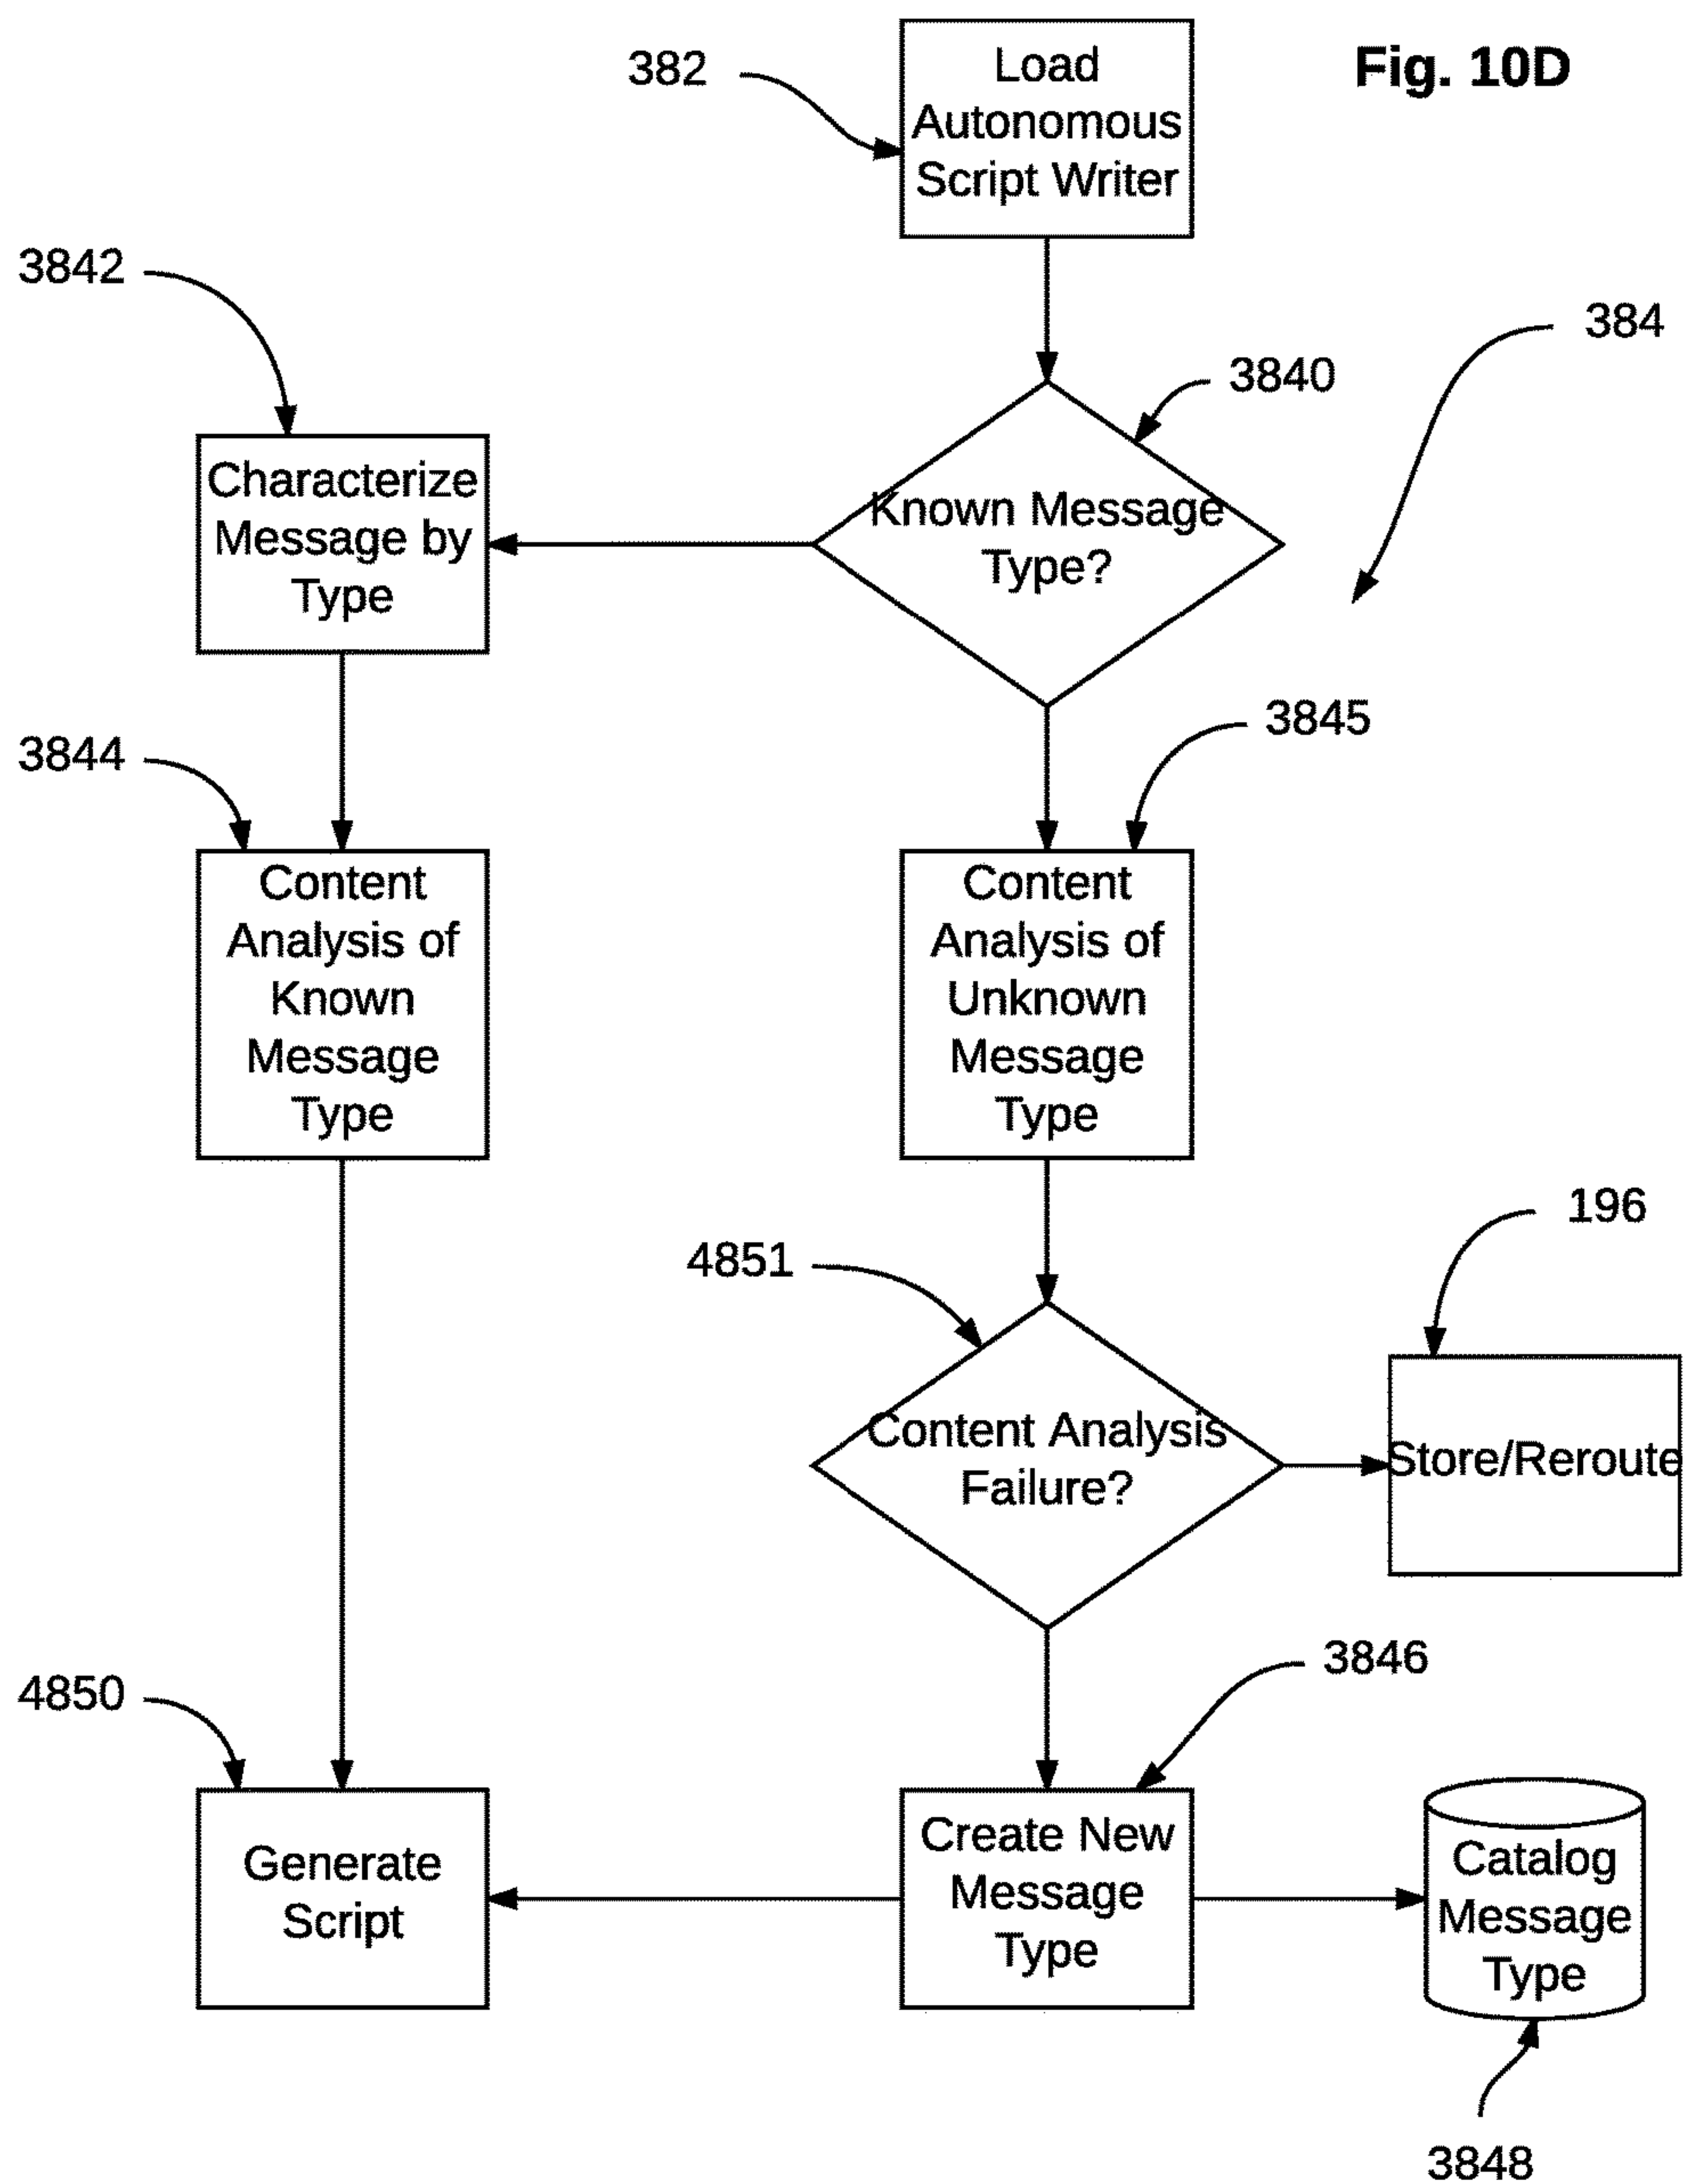 382
Load
Autonomous
Script Writer
Fig. 10D
3842
384
3840
Characterize
Message by
Type
Known Message
Type?
3844
3845
Content
Analysis of
Known
Message
Type
Content
Analysis of
Unknown
Message
Type
196
4851
Content Analysis
Failure?
Store/Reroute
4850
3846
Generate
Script
Create New
Message
Type
Catalog
Message
Type
3848